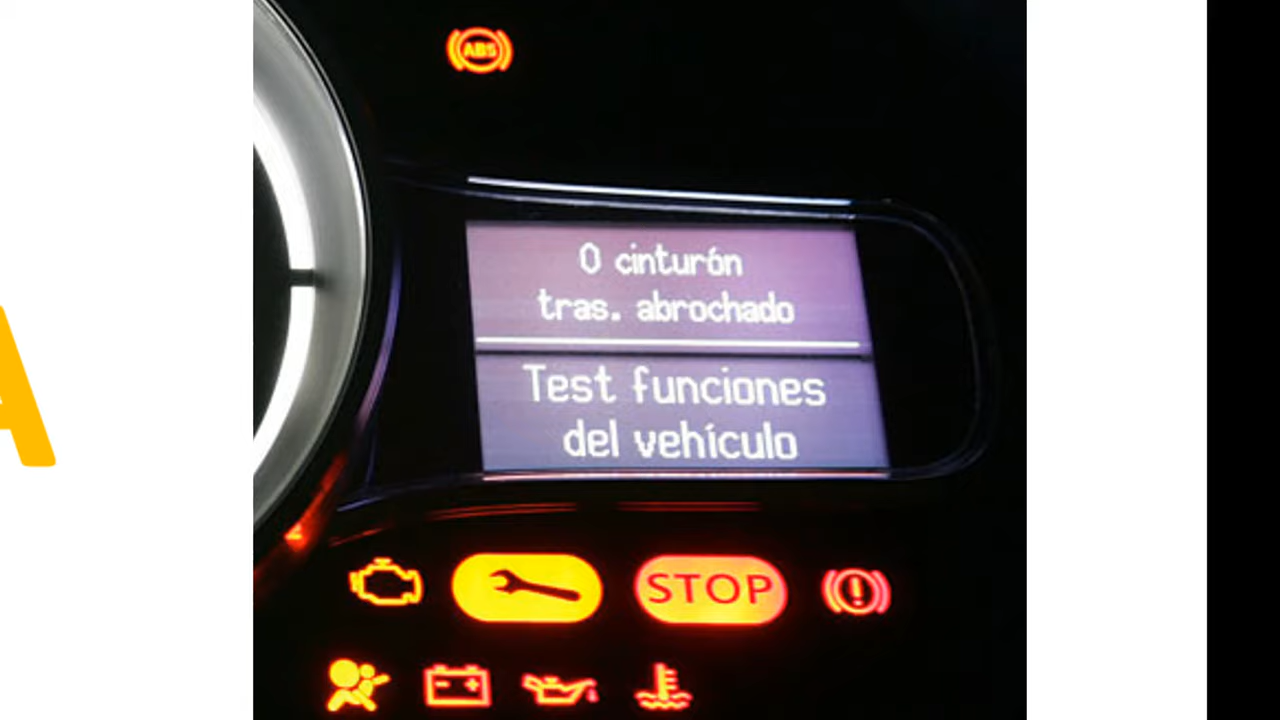 ABS
0 cinturón
tras. abrochado
Test funciones
del vehículo
STOP
A